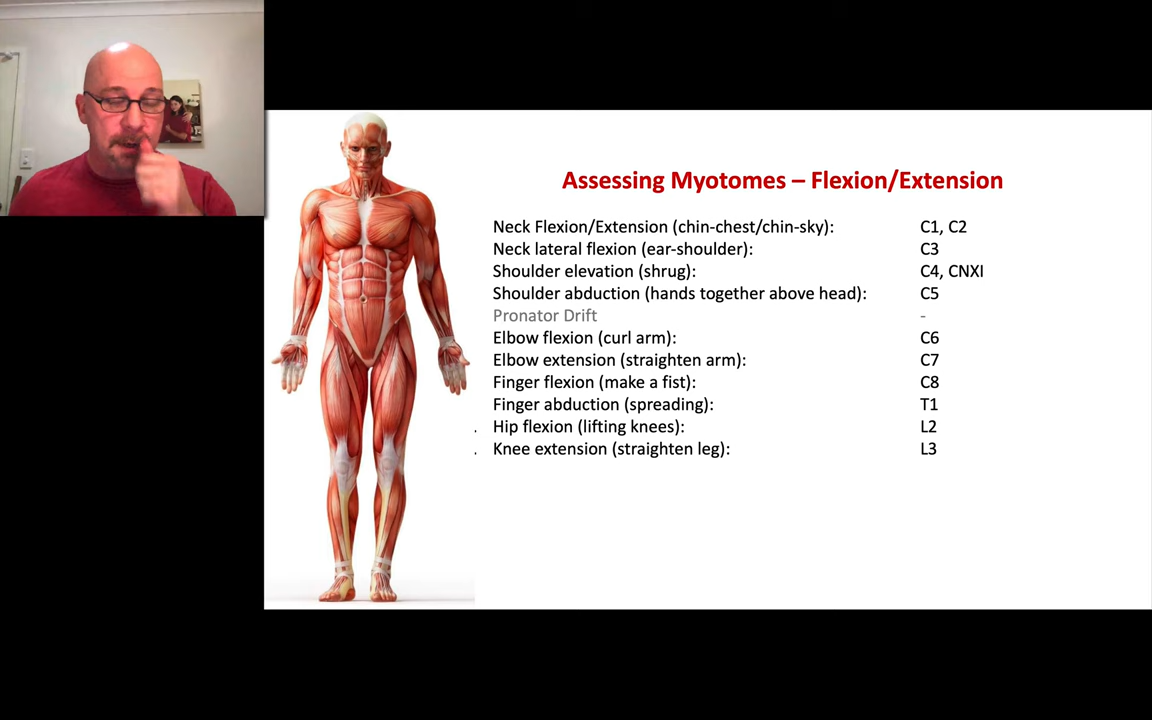 Assessing Myotomes – Flexion/Extension
Neck Flexion/Extension (chin-chest/chin-sky): C1, C2
Neck lateral flexion (ear-shoulder): C3
Shoulder elevation (shrug): C4, CNXI
Shoulder abduction (hands together above head): C5
Pronator Drift -
Elbow flexion (curl arm): C6
Elbow extension (straighten arm): C7
Finger flexion (make a fist): C8
Finger abduction (spreading): T1
Hip flexion (lifting knees): L2
Knee extension (straighten leg): L3